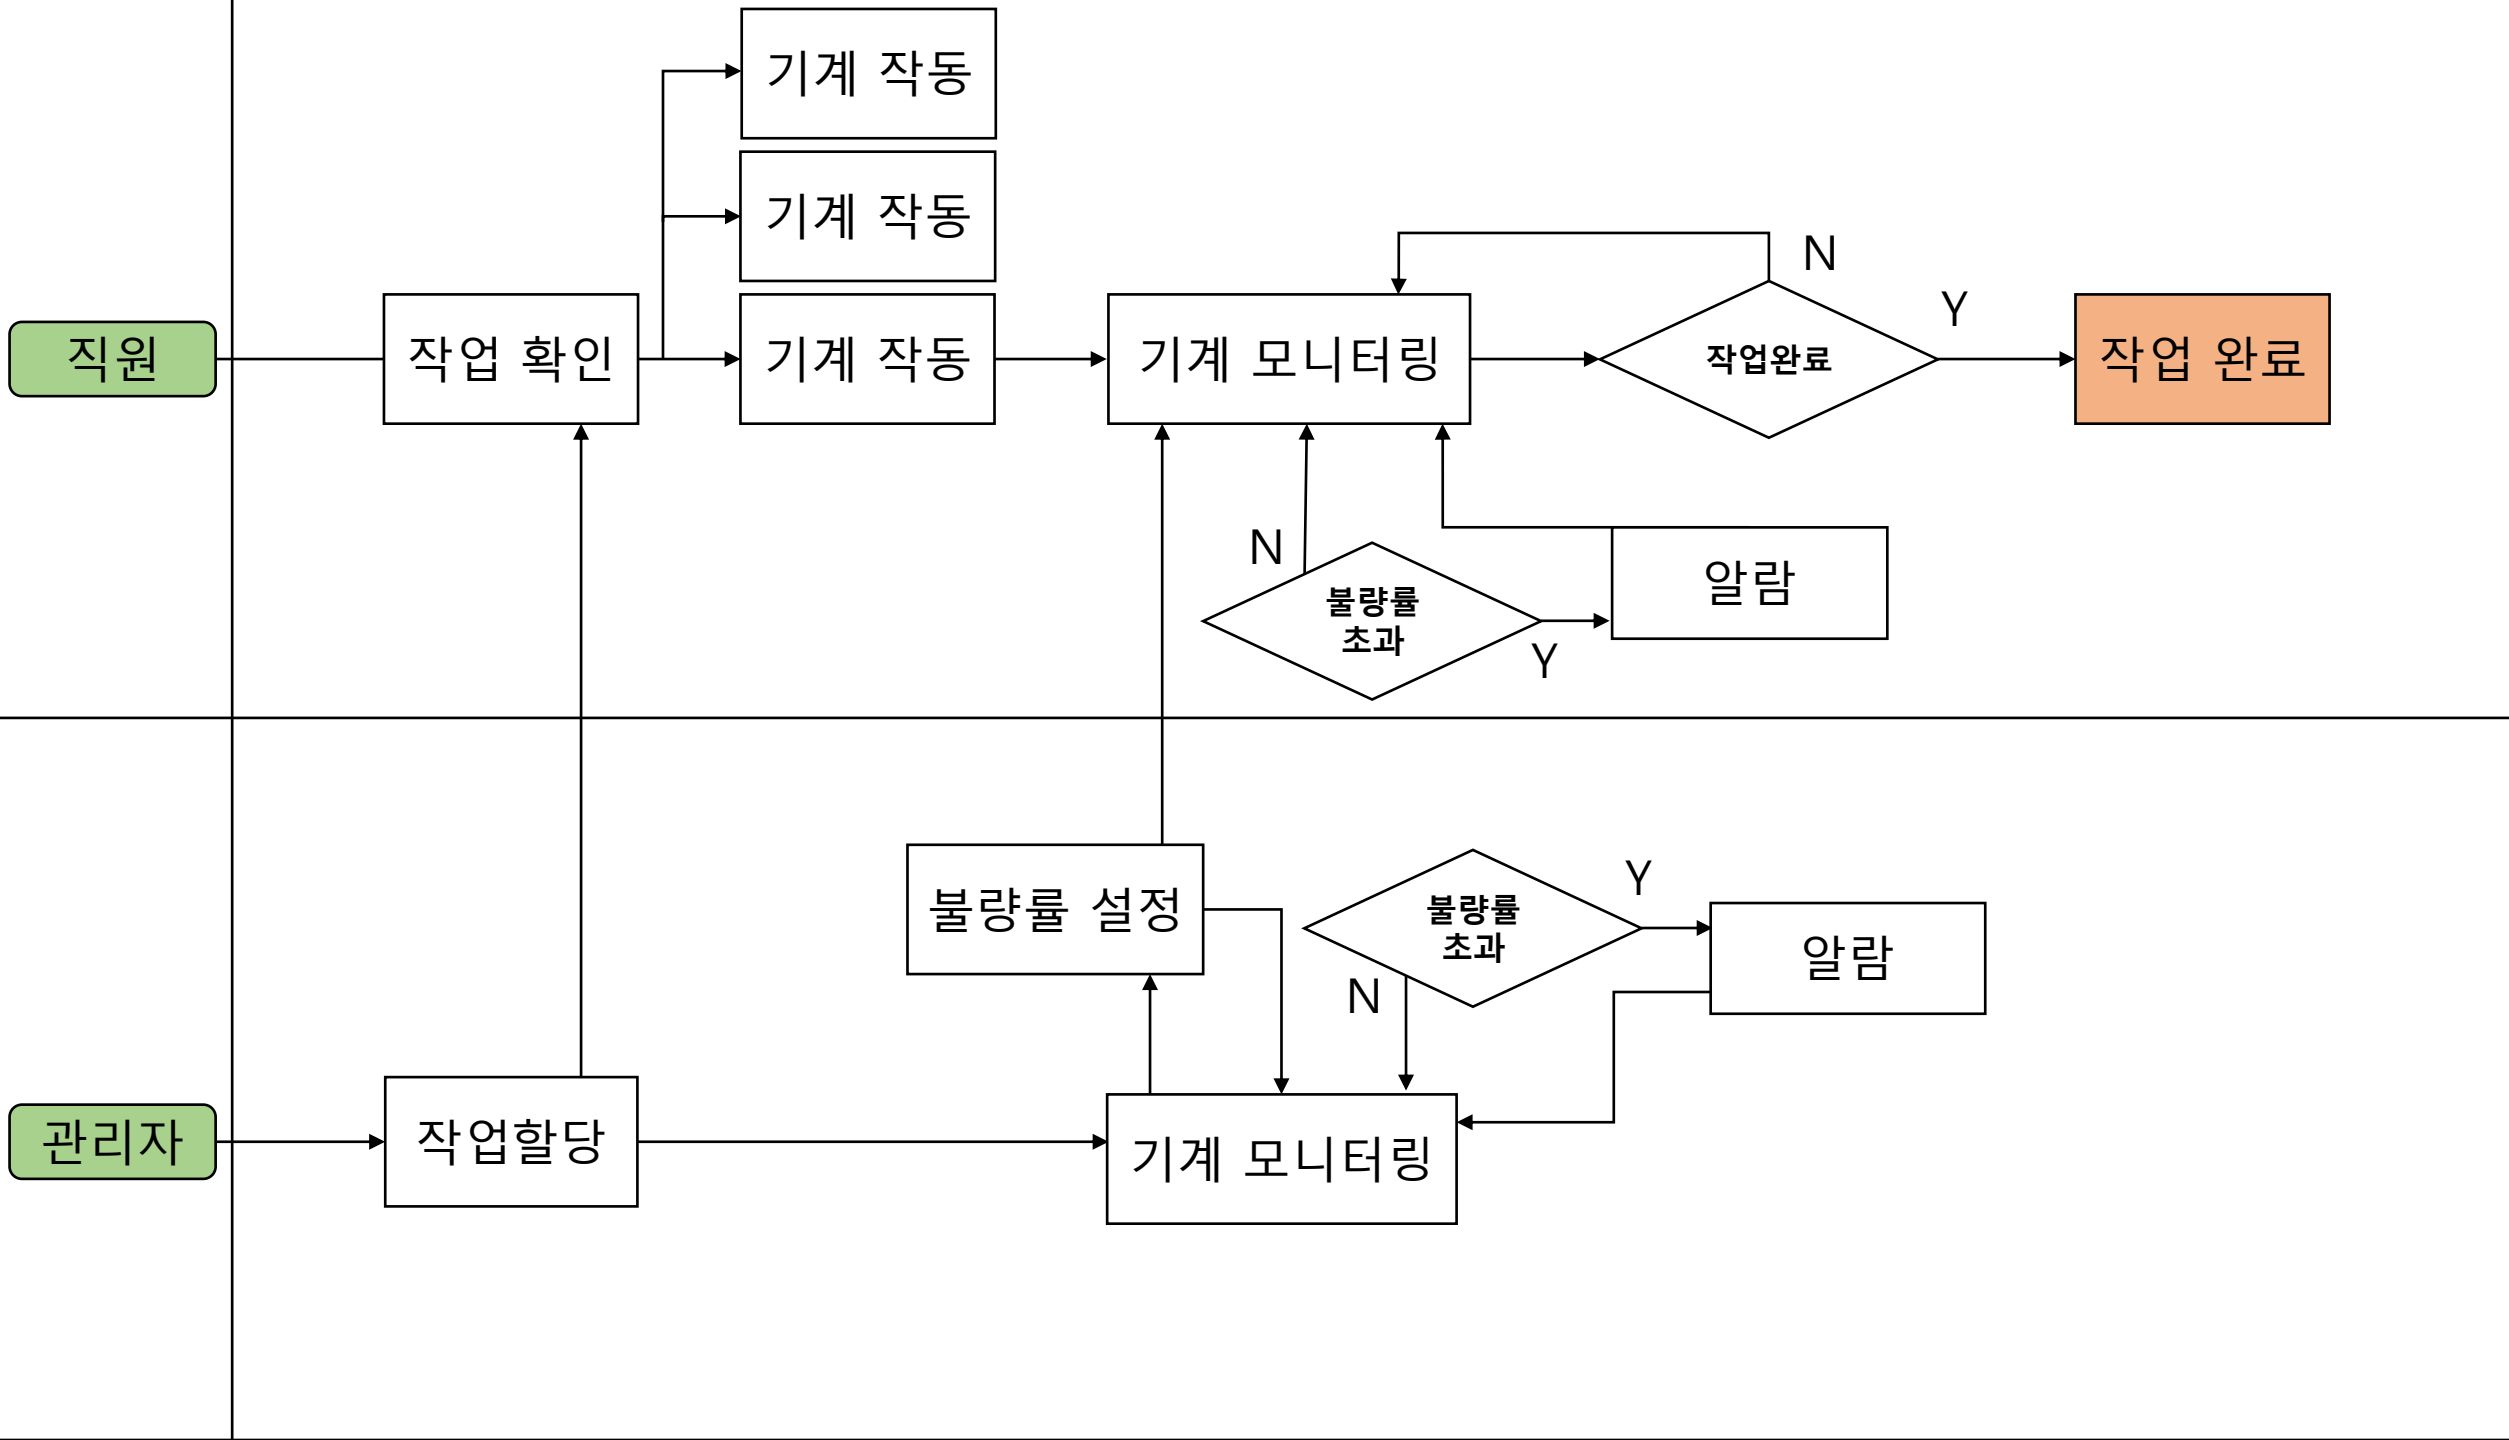 기계 작동
기계 작동
N
Y
직원
작업 확인
기계 작동
기계 모니터링
작업완료
작업 완료
N
불량률
초과
알람
Y
불량률 설정
불량률
초과
Y
알람
N
관리자
작업할당
기계 모니터링